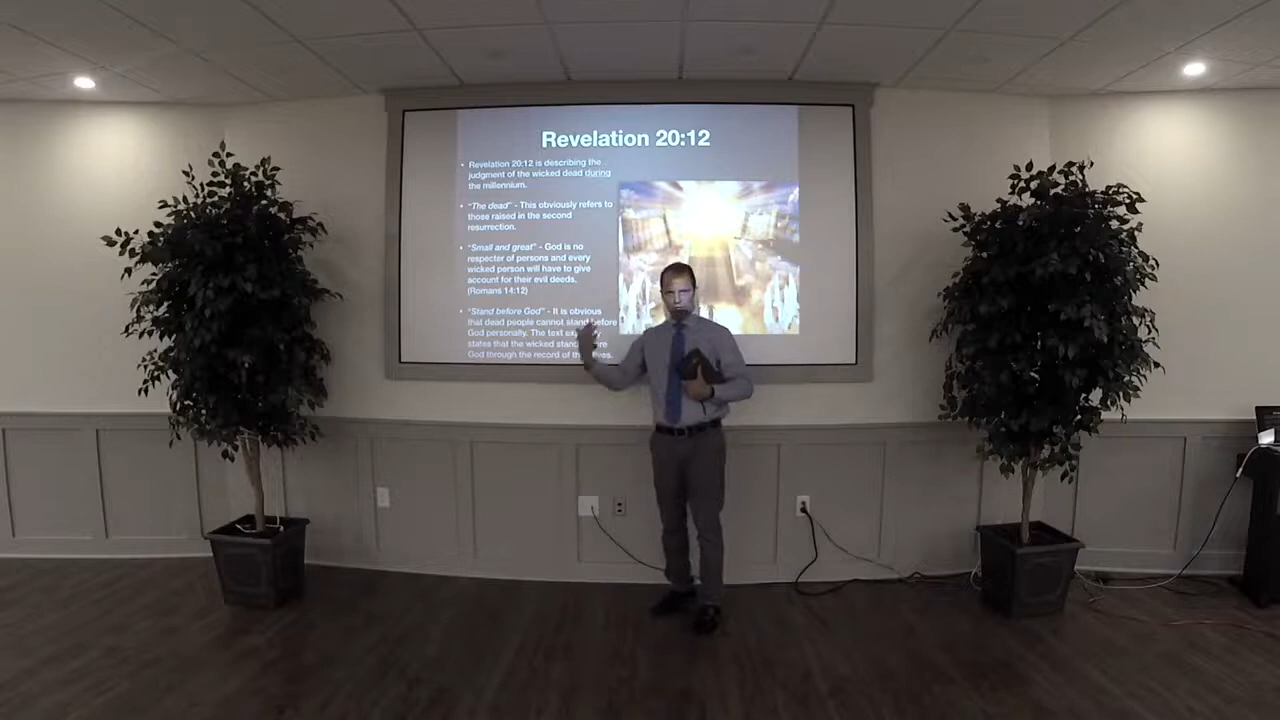 Revelation 20:12
• Revelation 20:12 is describing the
judgment of the wicked dead during
the millennium.
• "The dead" - This obviously refers to
those raised in the second
resurrection.
• "Small and great" - God is no
respecter of persons and every
wicked person will have to give
account for their evil deeds.
(Romans 14:12)
• "Stand before God" - It is obvious
that dead people cannot stand before
God personally. The text
states that the wicked
God through the record of